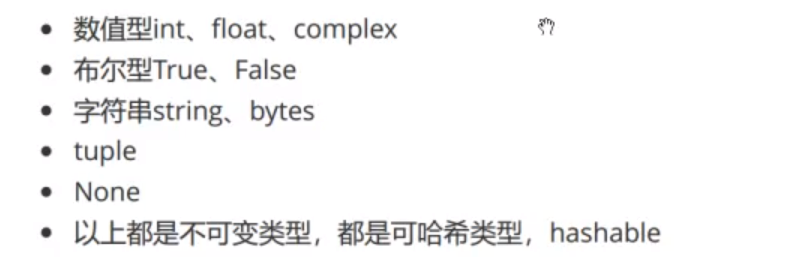 数值型int、float、complex
布尔型True、False
字符串string、bytes
tuple
None
以上都是不可变类型，都是可哈希类型，hashable